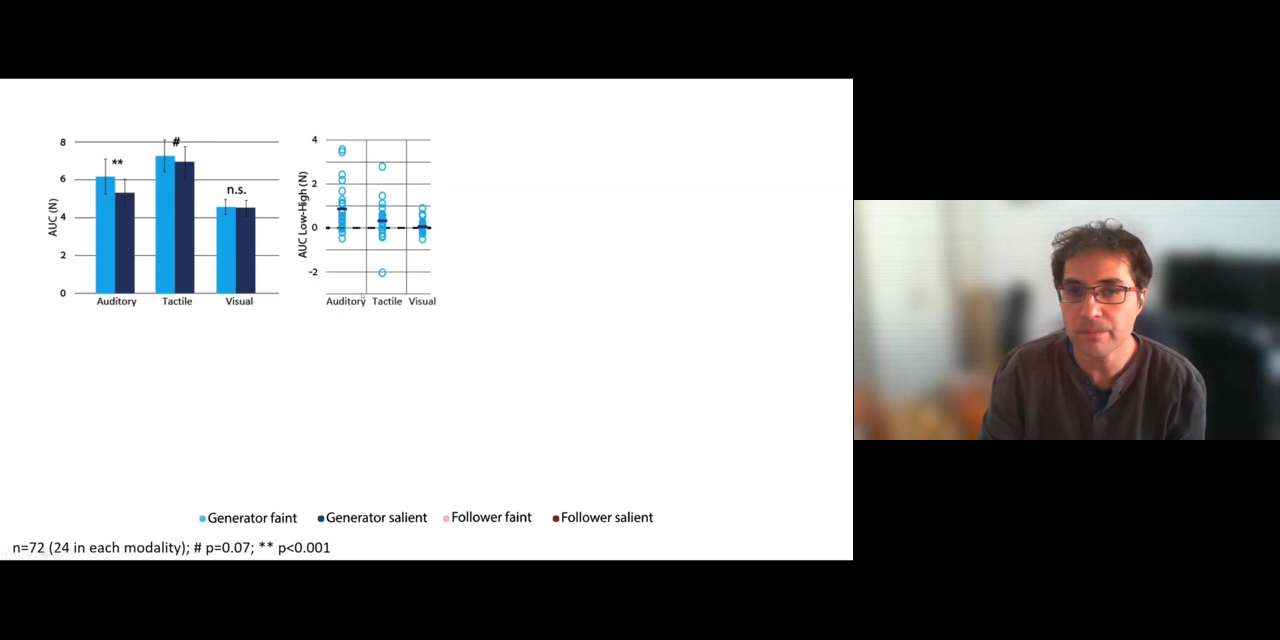 8
6
4
2
0
AUC (N)
**
#
n.s.
Auditory Tactile Visual
4
2
0
-2
AUC Low-High (N)
Auditory Tactile Visual
Generator faint Generator salient Follower faint Follower salient
n=72 (24 in each modality); # p=0.07; ** p<0.001